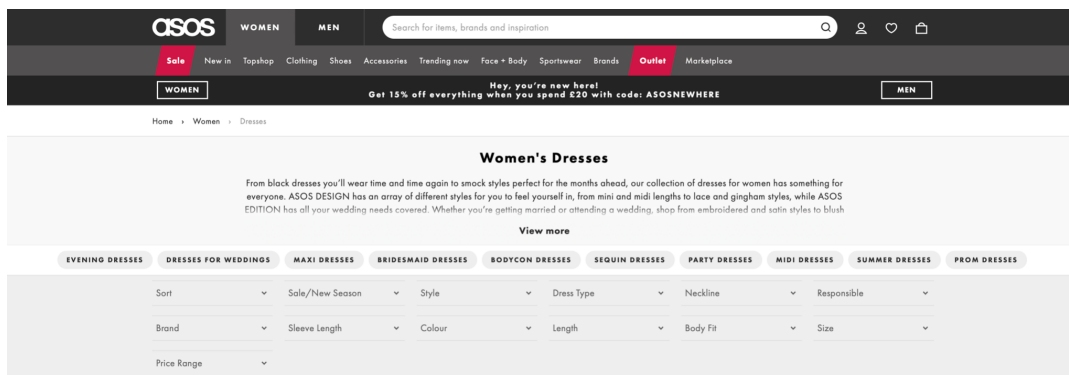 asos WOMEN MEN Search for items, brands and inspiration
Sale New in Topshop Clothing Shoes Accessories Trending now Face + Body Sportswear Brands Outlet Marketplace
WOMEN Hey, you're new here! MEN
Get 15% off everything when you spend £20 with code: ASOSNEWHERE
Home › Women › Dresses
Women's Dresses
From black dresses you'll wear time and time again to smock styles perfect for the months ahead, our collection of dresses for women has something for
everyone. ASOS DESIGN has an array of different styles for you to feel yourself in, from mini and midi lengths to lace and gingham styles, while ASOS
EDITION has all your wedding needs covered. Whether you're getting married or attending a wedding, shop from embroidered and satin styles to blush
View more
EVENING DRESSES DRESSES FOR WEDDINGS MAXI DRESSES BRIDESMAID DRESSES BODYCON DRESSES SEQUIN DRESSES PARTY DRESSES MIDI DRESSES SUMMER DRESSES PROM DRESSES
Sort Sale/New Season Style Dress Type Neckline Responsible
Brand Sleeve Length Colour Length Body Fit Size
Price Range